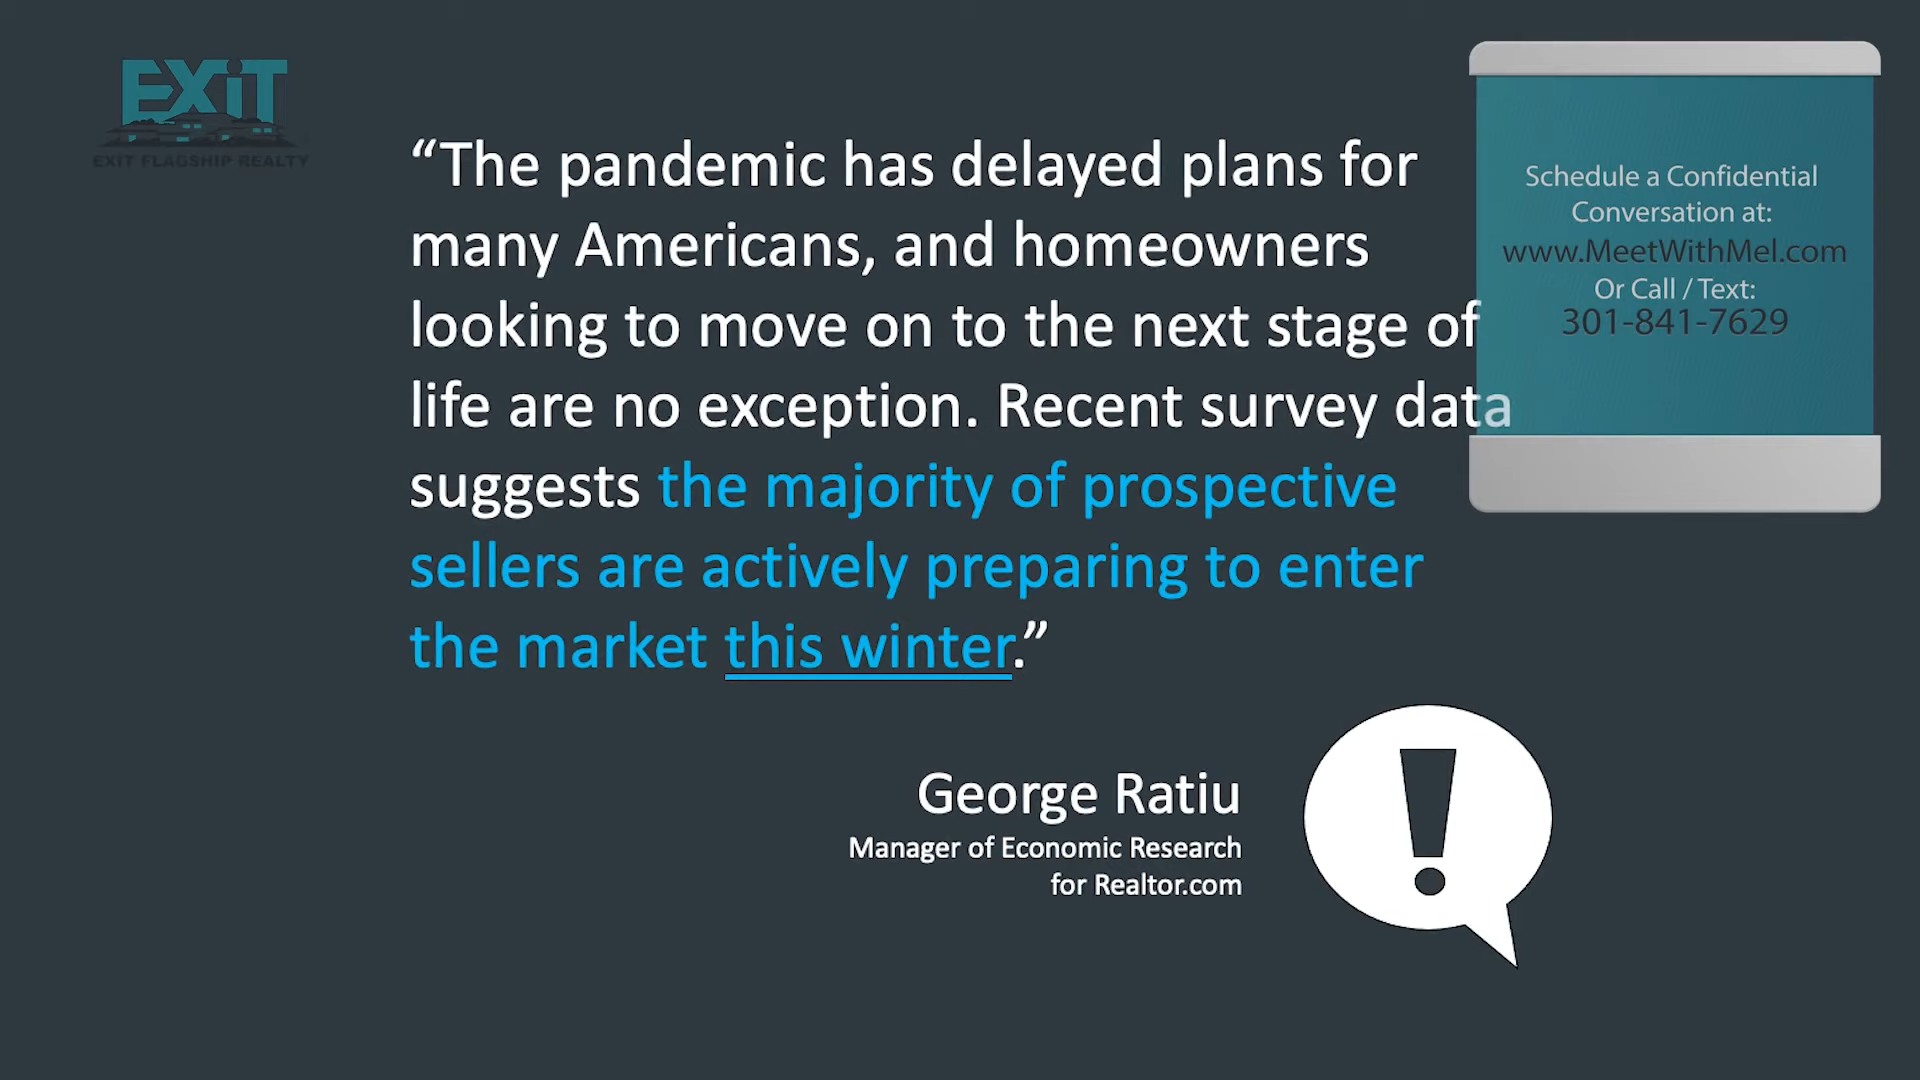 EXiT
EXIT FLAGSHIP REALTY
“The pandemic has delayed plans for
many Americans, and homeowners
looking to move on to the next stage of
life are no exception. Recent survey data
suggests the majority of prospective
sellers are actively preparing to enter
the market this winter.”
George Ratiu
Manager of Economic Research
for Realtor.com
!
Schedule a Confidential
Conversation at:
www.MeetWithMel.com
Or Call / Text:
301-841-7629